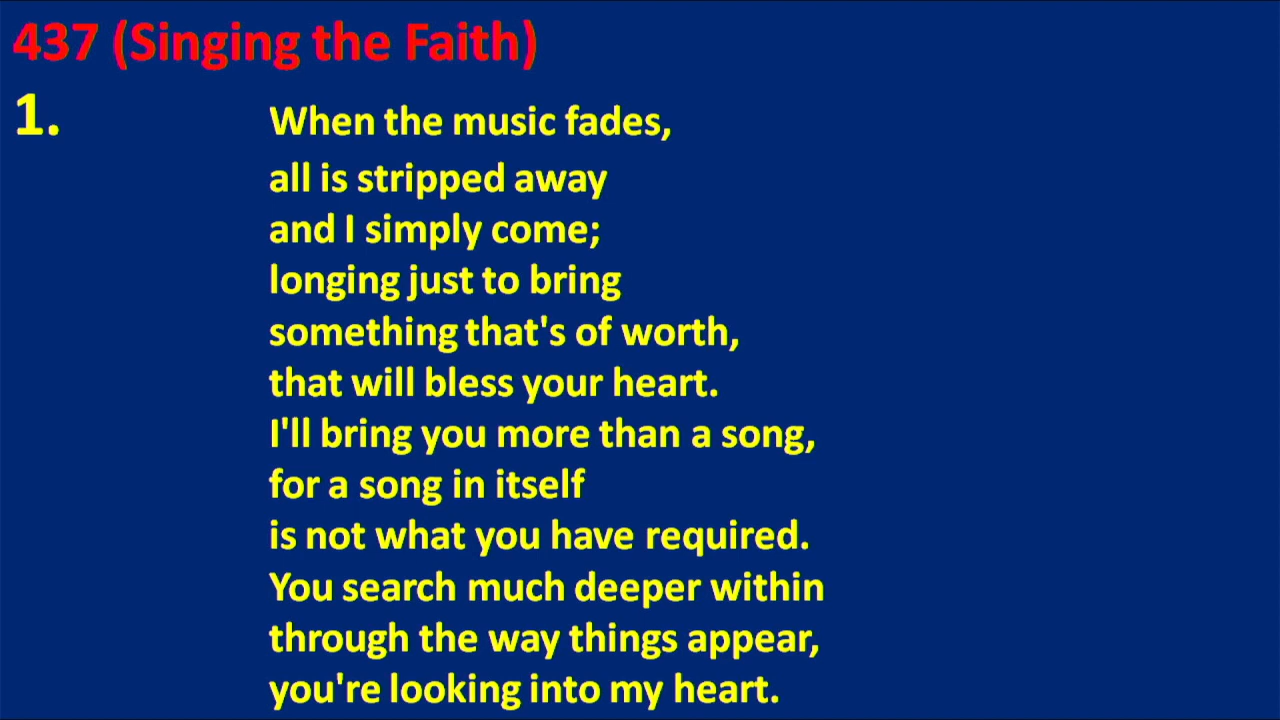 437 (Singing the Faith)
1. When the music fades,
all is stripped away
and I simply come;
longing just to bring
something that's of worth,
that will bless your heart.
I'll bring you more than a song,
for a song in itself
is not what you have required.
You search much deeper within
through the way things appear,
you're looking into my heart.